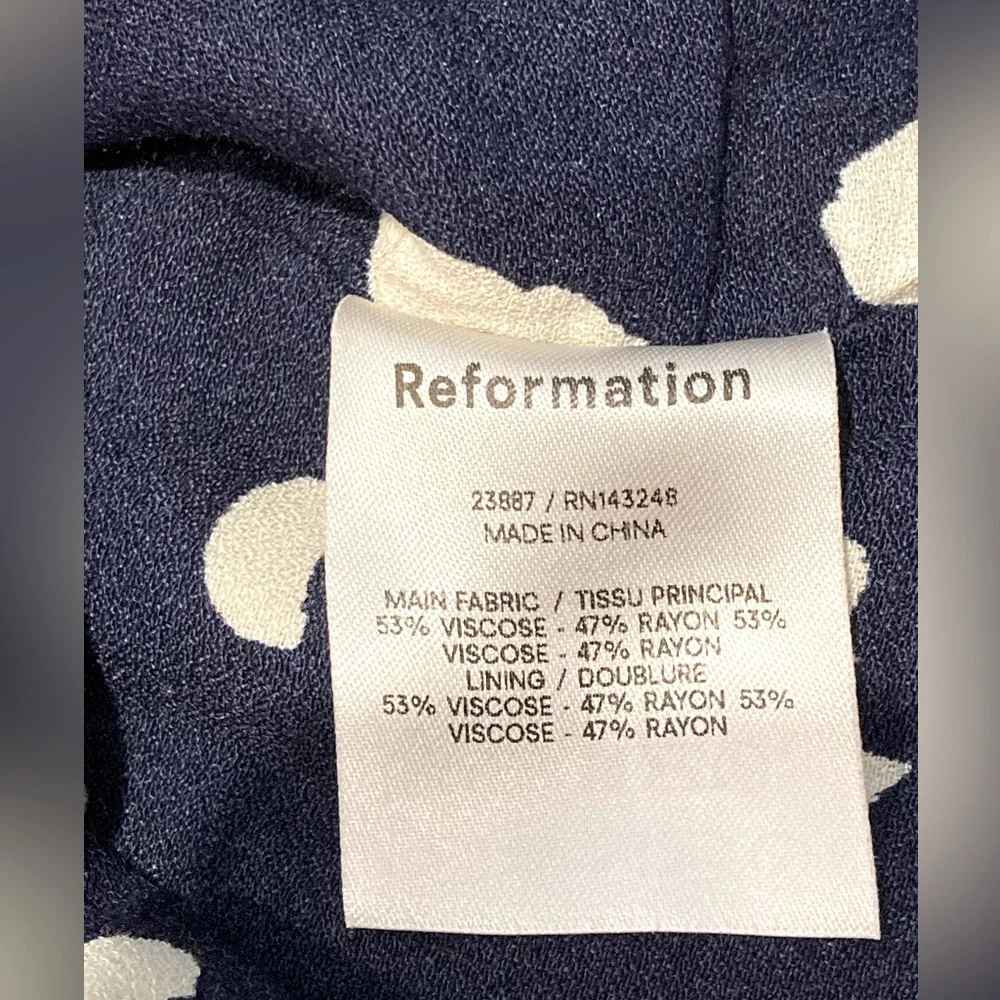 Reformation
23887 / RN143248
MADE IN CHINA
MAIN FABRIC / TISSU PRINCIPAL
53% VISCOSE - 47% RAYON 53%
VISCOSE - 47% RAYON
LINING / DOUBLURE
53% VISCOSE - 47% RAYON 53%
VISCOSE - 47% RAYON